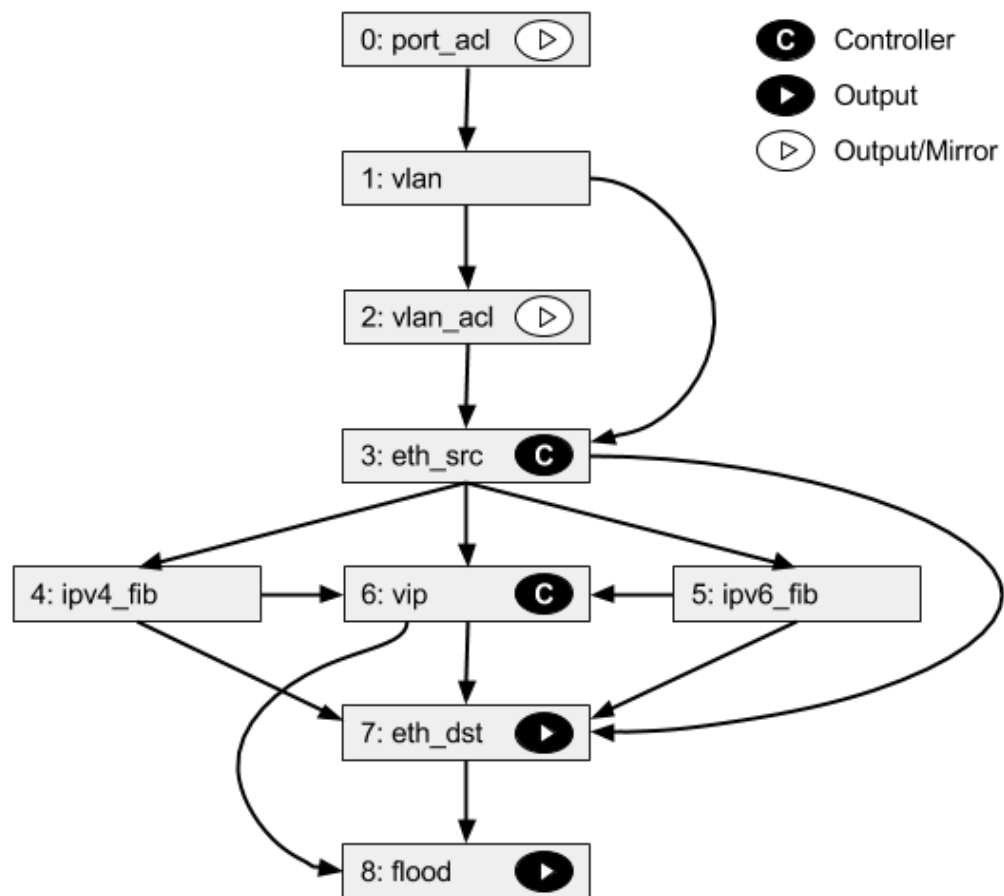 0: port_acl
C Controller
Output
1: vlan
Output/Mirror
2: vlan_acl
3: eth_src C
4: ipv4_fib
6: vip C
5: ipv6_fib
7: eth_dst
8: flood